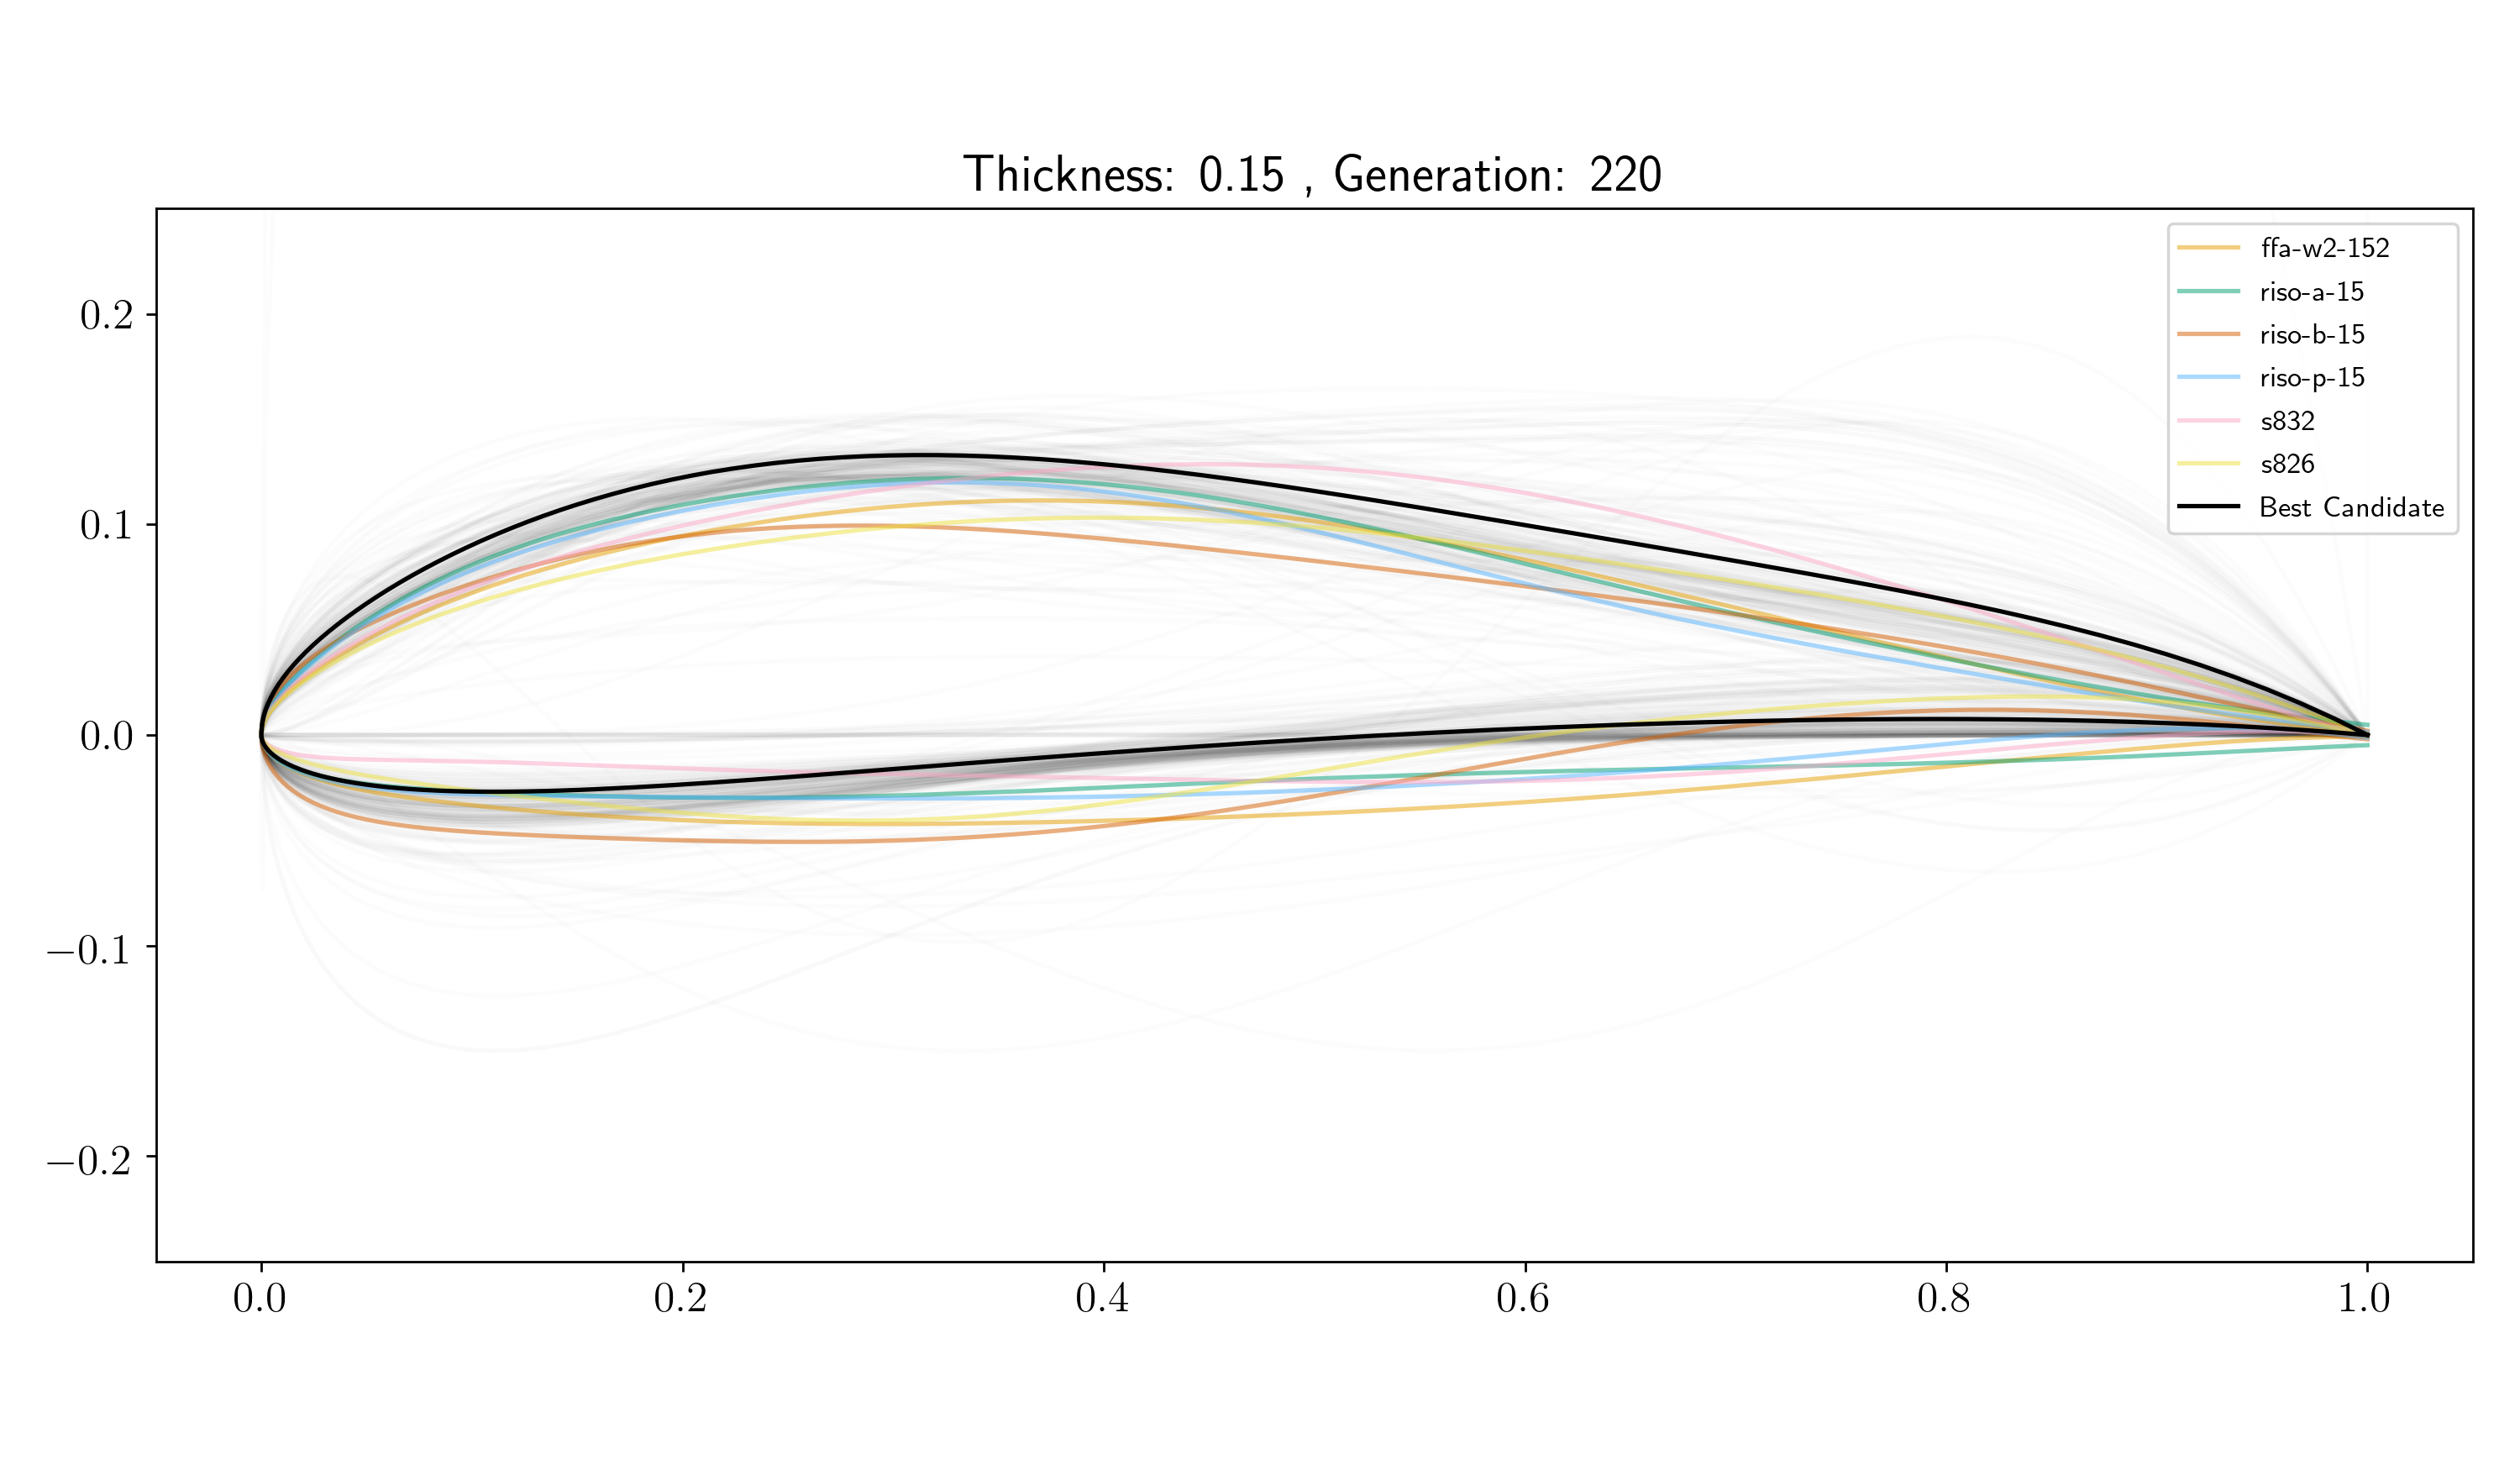 Thickness: 0.15 , Generation: 220
ffa-w2-152
riso-a-15
riso-b-15
riso-p-15
s832
s826
Best Candidate
0.2
0.1
0.0
−0.1
−0.2
0.0 0.2 0.4 0.6 0.8 1.0